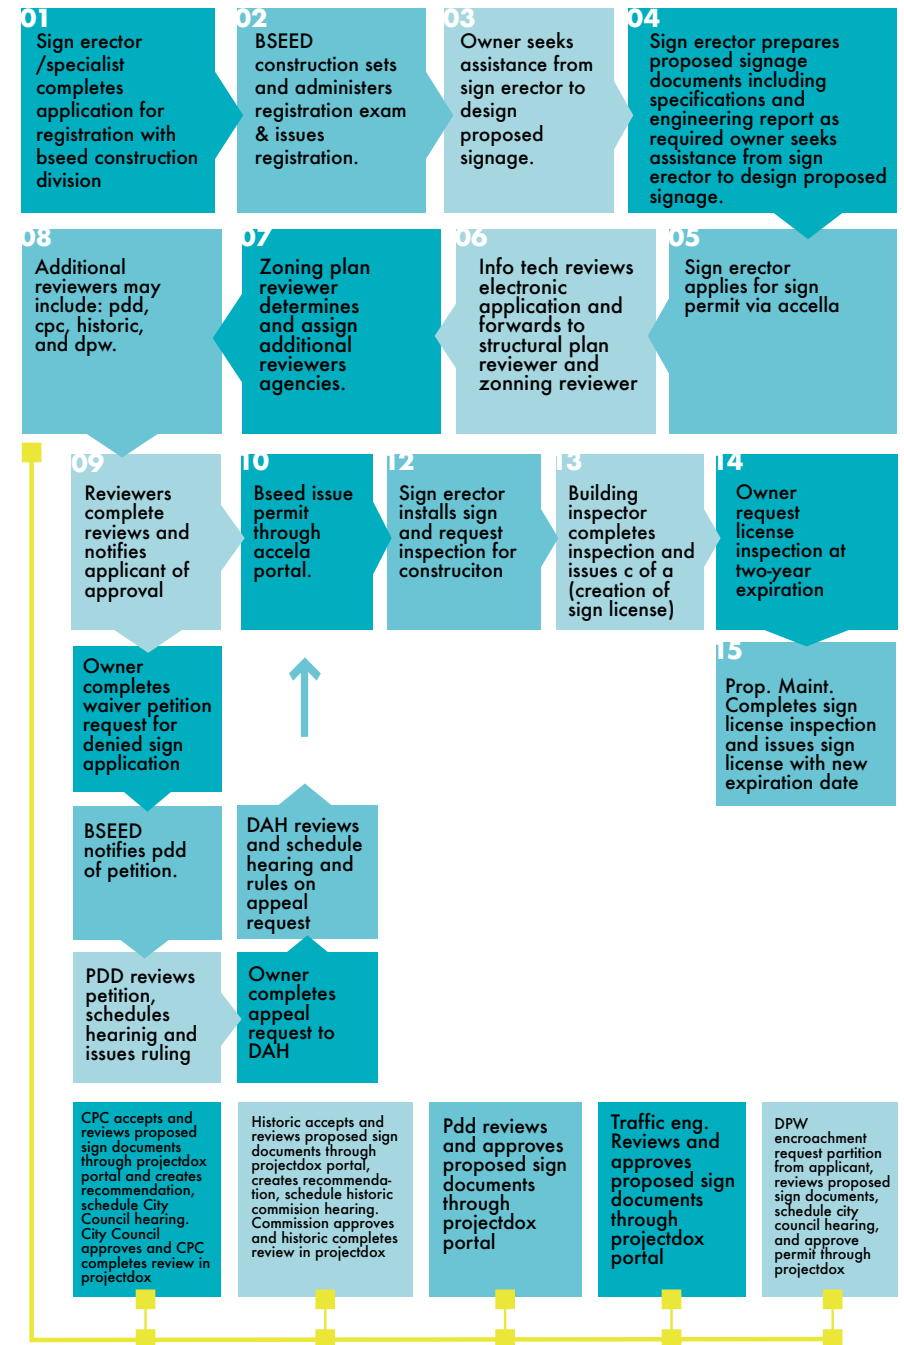 01
Sign erector
/specialist
completes
application for
registration with
bseed construction
division
02
BSEED
construction sets
and administers
registration exam
& issues
registration.
03
Owner seeks
assistance from
sign erector to
design
proposed
signage.
04
Sign erector prepares
proposed signage
documents including
specifications and
engineering report as
required owner seeks
assistance from sign
erector to design proposed
signage.
05
Sign erector
applies for sign
permit via accella
06
Info tech reviews
electronic
application and
forwards to
structural plan
reviewer and
zonning reviewer
07
Zoning plan
reviewer
determines
and assign
additional
reviewers
agencies.
08
Additional
reviewers may
include: pdd,
cpc, historic,
and dpw.
09
Reviewers
complete
reviews and
notifies
applicant of
approval
10
Bseed issue
permit
through
accela
portal.
12
Sign erector
installs sign
and request
inspection for
construciton
13
Building
inspector
completes
inspection and
issues c of a
(creation of
sign license)
14
Owner
request
license
inspection at
two-year
expiration
15
Prop. Maint.
Completes sign
license inspection
and issues sign
license with new
expiration date
Owner
completes
waiver petition
request for
denied sign
application
BSEED
notifies pdd
of petition.
PDD reviews
petition,
schedules
hearinig and
issues ruling
Owner
completes
appeal
request to
DAH
DAH reviews
and schedule
hearing and
rules on
appeal
request
CPC accepts and
reviews proposed
sign documents
through projectdox
portal and creates
recommendation,
schedule City
Council hearing.
City Council
approves and CPC
completes review in
projectdox
Historic accepts and
reviews proposed sign
documents through
projectdox portal,
creates recommenda-
tion, schedule historic
commision hearing.
Commission approves
and historic completes
review in projectdox
Pdd reviews
and approves
proposed sign
documents
through
projectdox
portal
Traffic eng.
Reviews and
approves
proposed sign
documents
through
projectdox
portal
DPW
encroachment
request partition
from applicant,
reviews proposed
sign documents,
schedule city
council hearing,
and approve
permit through
projectdox